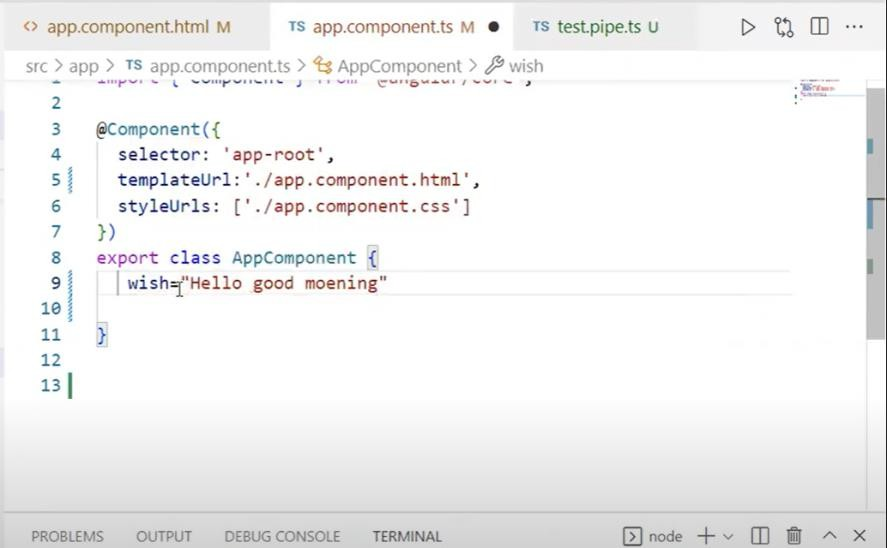 <> app.component.html M
TS app.component.ts M ●
TS test.pipe.ts U
src > app > TS app.component.ts > AppComponent > wish
1 import { Component } from '@angular/core';
2
3 @Component({
4 selector: 'app-root',
5 templateUrl:'./app.component.html',
6 styleUrls: ['./app.component.css']
7 })
8 export class AppComponent {
9 wish="Hello good moening"
10
11 }
12
13
PROBLEMS OUTPUT DEBUG CONSOLE TERMINAL node